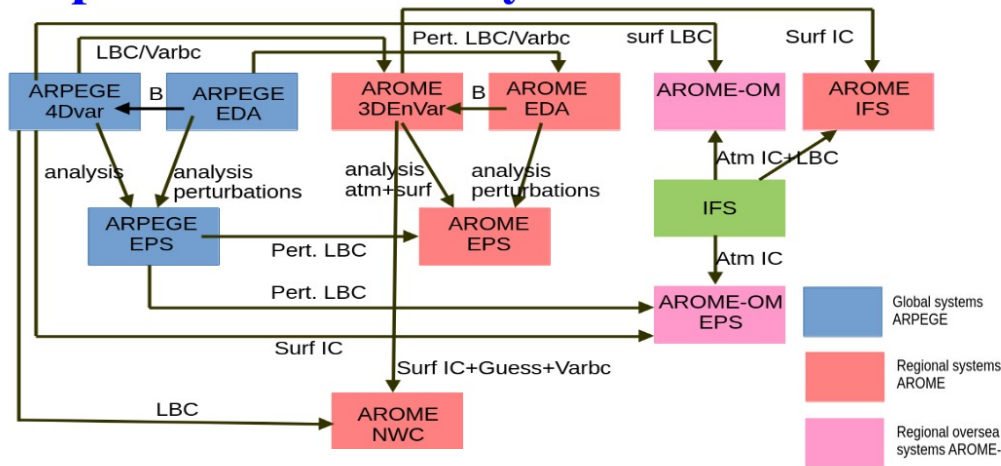 LBC/Varbc
Pert. LBC/Varbc
surf LBC
Surf IC
ARPEGE
4Dvar
B
ARPEGE
EDA
AROME
3DEnVar
B
AROME
EDA
AROME-OM
AROME
IFS
analysis
analysis
perturbations
analysis
atm+surf
analysis
perturbations
Atm IC+LBC
IFS
ARPEGE
EPS
AROME
EPS
Pert. LBC
Atm IC
Pert. LBC
AROME-OM
EPS
Surf IC
Global systems
ARPEGE
Surf IC+Guess+Varbc
Regional systems
AROME
LBC
AROME
NWC
Regional oversea
systems AROME-